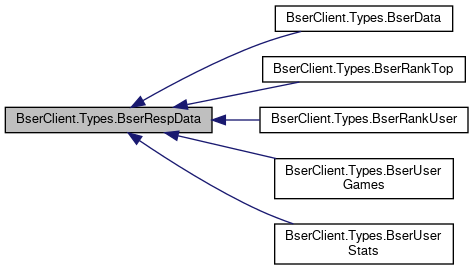 BserClient.Types.BserData
BserClient.Types.BserRankTop
BserClient.Types.BserRespData
BserClient.Types.BserRankUser
BserClient.Types.BserUser
Games
BserClient.Types.BserUser
Stats